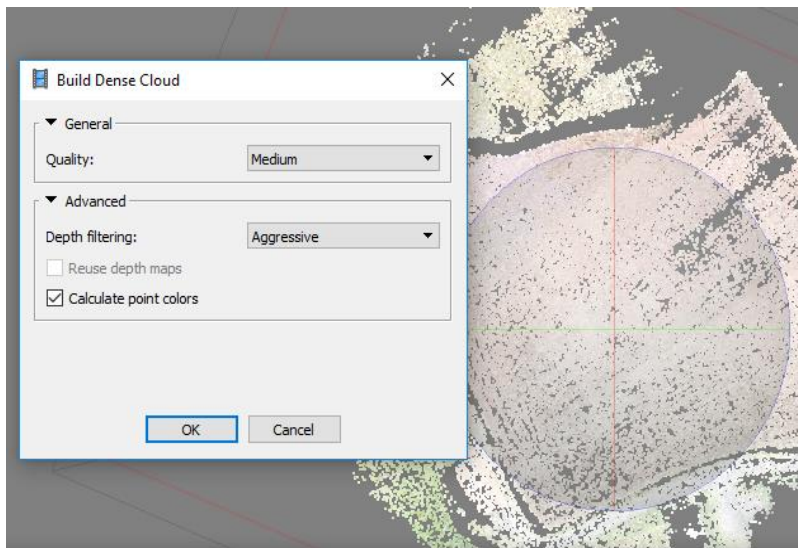 Build Dense Cloud
General
Quality: Medium
Advanced
Depth filtering: Aggressive
Reuse depth maps
Calculate point colors
OK Cancel